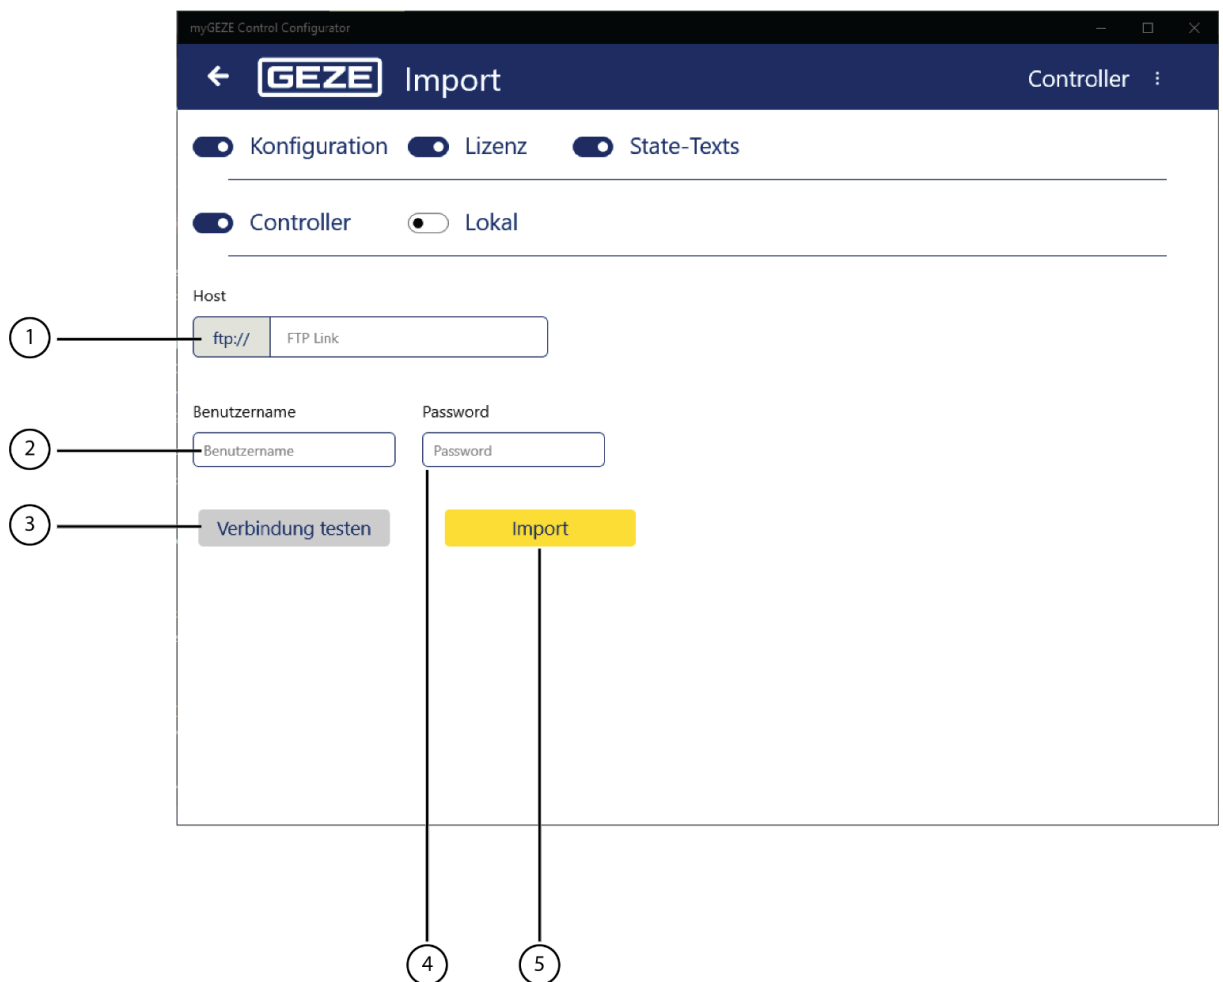 myGEZE Control Configurator
GEZE Import Controller
Konfiguration Lizenz State-Texts
Controller Lokal
Host
1 ftp:// FTP Link
Benutzername Password
2 Benutzername Password
3 Verbindung testen Import
4 5